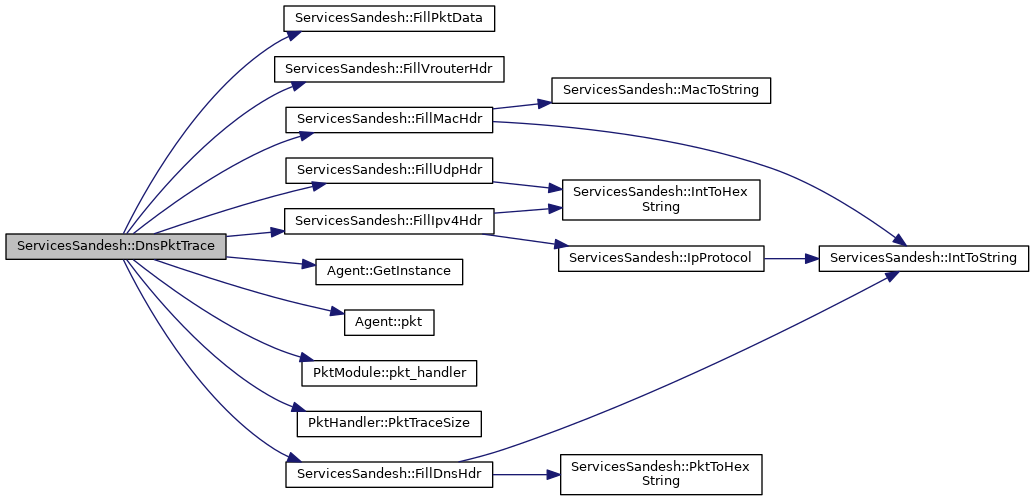 ServicesSandesh::FillPktData
ServicesSandesh::FillVrouterHdr
ServicesSandesh::MacToString
ServicesSandesh::FillMacHdr
ServicesSandesh::FillUdpHdr
ServicesSandesh::IntToHex
String
ServicesSandesh::FillIpv4Hdr
ServicesSandesh::DnsPktTrace
ServicesSandesh::IpProtocol
ServicesSandesh::IntToString
Agent::GetInstance
Agent::pkt
PktModule::pkt_handler
PktHandler::PktTraceSize
ServicesSandesh::FillDnsHdr
ServicesSandesh::PktToHex
String